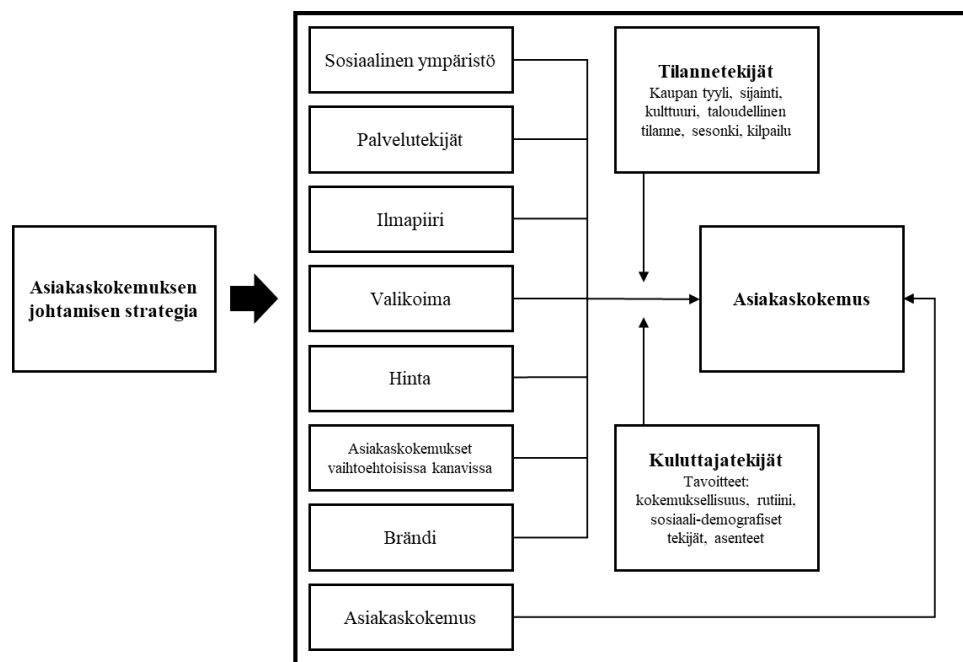 Asiakaskokemuksen
johtamisen strategia
Sosiaalinen ympäristö
Palvelutekijät
Ilmapiiri
Valikoima
Hinta
Asiakaskokemukset
vaihtoehtoisissa kanavissa
Brändi
Asiakaskokemus
Tilannetekijät
Kaupan tyyli, sijainti,
kulttuuri, taloudellinen
tilanne, sesonki, kilpailu
Asiakaskokemus
Kuluttajatekijät
Tavoitteet:
kokemuksellisuus, rutiini,
sosiaali-demografiset
tekijät, asenteet